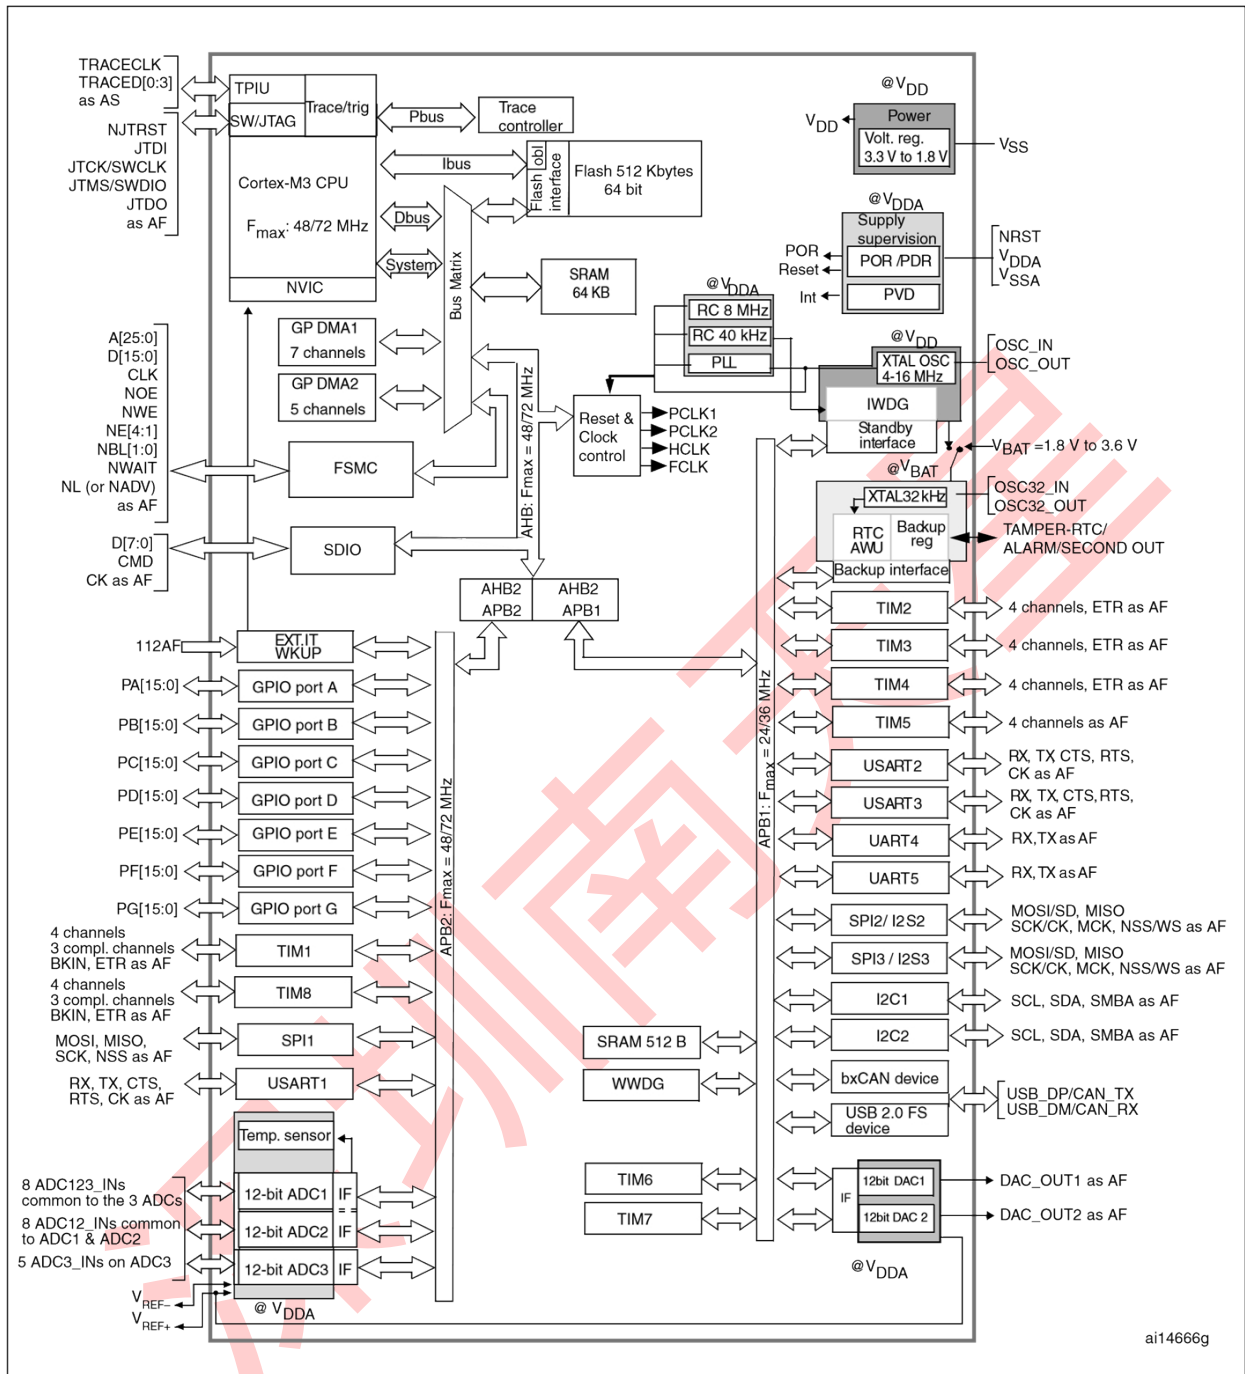 TRACECLK
TRACED[0:3]
as AS
NJTRST
JTDI
JTCK/SWCLK
JTMS/SWDIO
JTDO
as AF
TPIU
SW/JTAG
Trace/trig
Cortex-M3 CPU
Fmax: 48/72 MHz
NVIC
Pbus
Trace
controller
Ibus
Flash obl
interface
Flash 512 Kbytes
64 bit
Dbus
System
Bus Matrix
SRAM
64 KB
GP DMA1
7 channels
GP DMA2
5 channels
@VDD
Power
VDD
Volt. reg.
3.3 V to 1.8 V
VSS
@VDDA
Supply
supervision
POR
Reset
Int
POR /PDR
PVD
NRST
VDDA
VSSA
@VDDA
RC 8 MHz
RC 40 kHz
PLL
@VDD
XTAL OSC
4-16 MHz
OSC_IN
OSC_OUT
IWDG
Standby
interface
Reset &
Clock
control
PCLK1
PCLK2
HCLK
FCLK
VBAT =1.8 V to 3.6 V
@VBAT
XTAL32kHz
OSC32_IN
OSC32_OUT
RTC
AWU
Backup
reg
Backup interface
TAMPER-RTC/
ALARM/SECOND OUT
A[25:0]
D[15:0]
CLK
NOE
NWE
NE[4:1]
NBL[1:0]
NWAIT
NL (or NADV)
as AF
FSMC
D[7:0]
CMD
CK as AF
SDIO
AHB: Fmax = 48/72 MHz
AHB2
APB2
AHB2
APB1
112AF
EXT.IT
WKUP
PA[15:0]
GPIO port A
PB[15:0]
GPIO port B
PC[15:0]
GPIO port C
PD[15:0]
GPIO port D
PE[15:0]
GPIO port E
PF[15:0]
GPIO port F
PG[15:0]
GPIO port G
4 channels
3 compl. channels
BKIN, ETR as AF
TIM1
4 channels
3 compl. channels
BKIN, ETR as AF
TIM8
MOSI, MISO,
SCK, NSS as AF
SPI1
RX, TX, CTS,
RTS, CK as AF
USART1
Temp. sensor
8 ADC123_INs
common to the 3 ADCs
12-bit ADC1 IF
8 ADC12_INs common
to ADC1 & ADC2
12-bit ADC2 IF
5 ADC3_INs on ADC3
12-bit ADC3 IF
VREF–
VREF+
@ VDDA
APB2: Fmax = 48/72 MHz
APB1: Fmax = 24/36 MHz
TIM2
4 channels, ETR as AF
TIM3
4 channels, ETR as AF
TIM4
4 channels, ETR as AF
TIM5
4 channels as AF
USART2
RX, TX, CTS, RTS,
CK as AF
USART3
RX, TX, CTS, RTS,
CK as AF
UART4
RX,TX as AF
UART5
RX,TX as AF
SPI2/ I2S2
MOSI/SD, MISO
SCK/CK, MCK, NSS/WS as AF
SPI3 / I2S3
MOSI/SD, MISO
SCK/CK, MCK, NSS/WS as AF
I2C1
SCL, SDA, SMBA as AF
I2C2
SCL, SDA, SMBA as AF
SRAM 512 B
WWDG
bxCAN device
USB 2.0 FS
device
USB_DP/CAN_TX
USB_DM/CAN_RX
TIM6
TIM7
IF
12bit DAC1
12bit DAC 2
DAC_OUT1 as AF
DAC_OUT2 as AF
@VDDA
ai14666g
深圳南天星